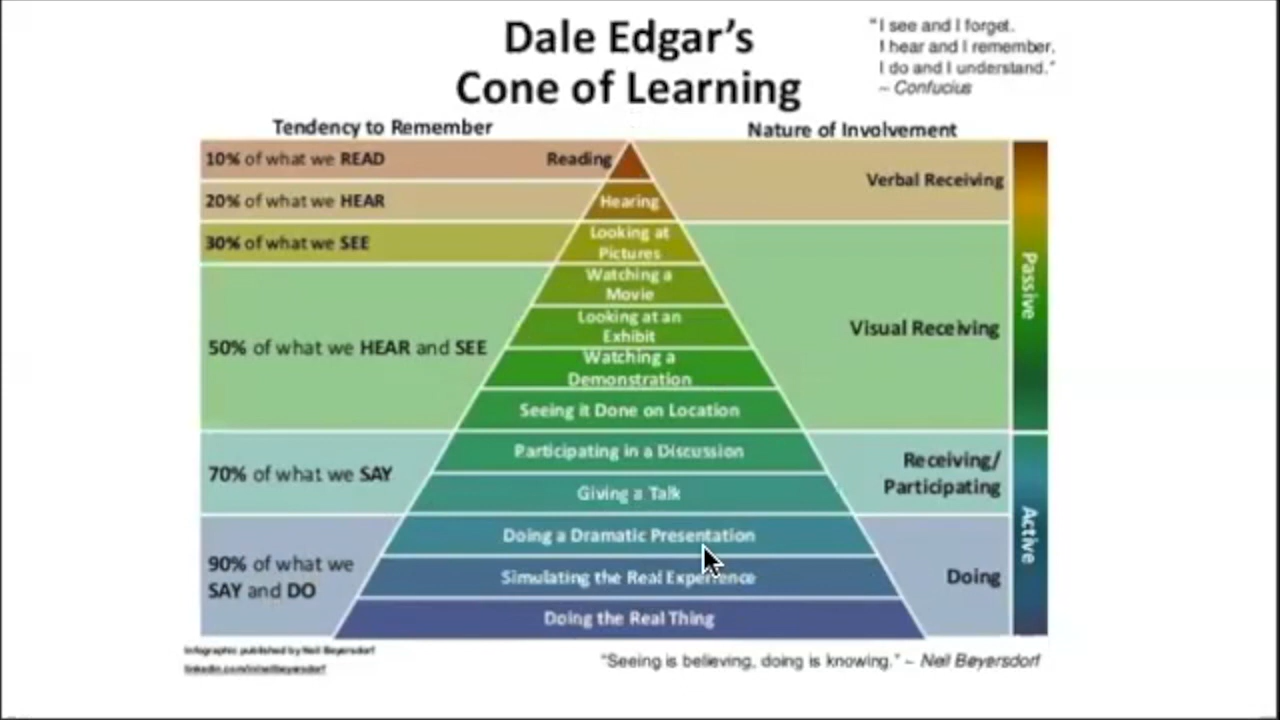 Dale Edgar's
Cone of Learning
"I see and I forget.
I hear and I remember.
I do and I understand."
~ Confucius
Tendency to Remember
Nature of Involvement
10% of what we READ
Reading
Verbal Receiving
20% of what we HEAR
Hearing
30% of what we SEE
Looking at
Pictures
Watching a
Movie
Looking at an
Exhibit
50% of what we HEAR and SEE
Visual Receiving
Passive
Watching a
Demonstration
Seeing it Done on Location
Participating in a Discussion
70% of what we SAY
Receiving/
Participating
Giving a Talk
Doing a Dramatic Presentation
Active
90% of what we
SAY and DO
Simulating the Real Experience
Doing
Doing the Real Thing
Infographic published by Neil Beyersdorf
"Seeing is believing, doing is knowing." ~ Neil Beyersdorf